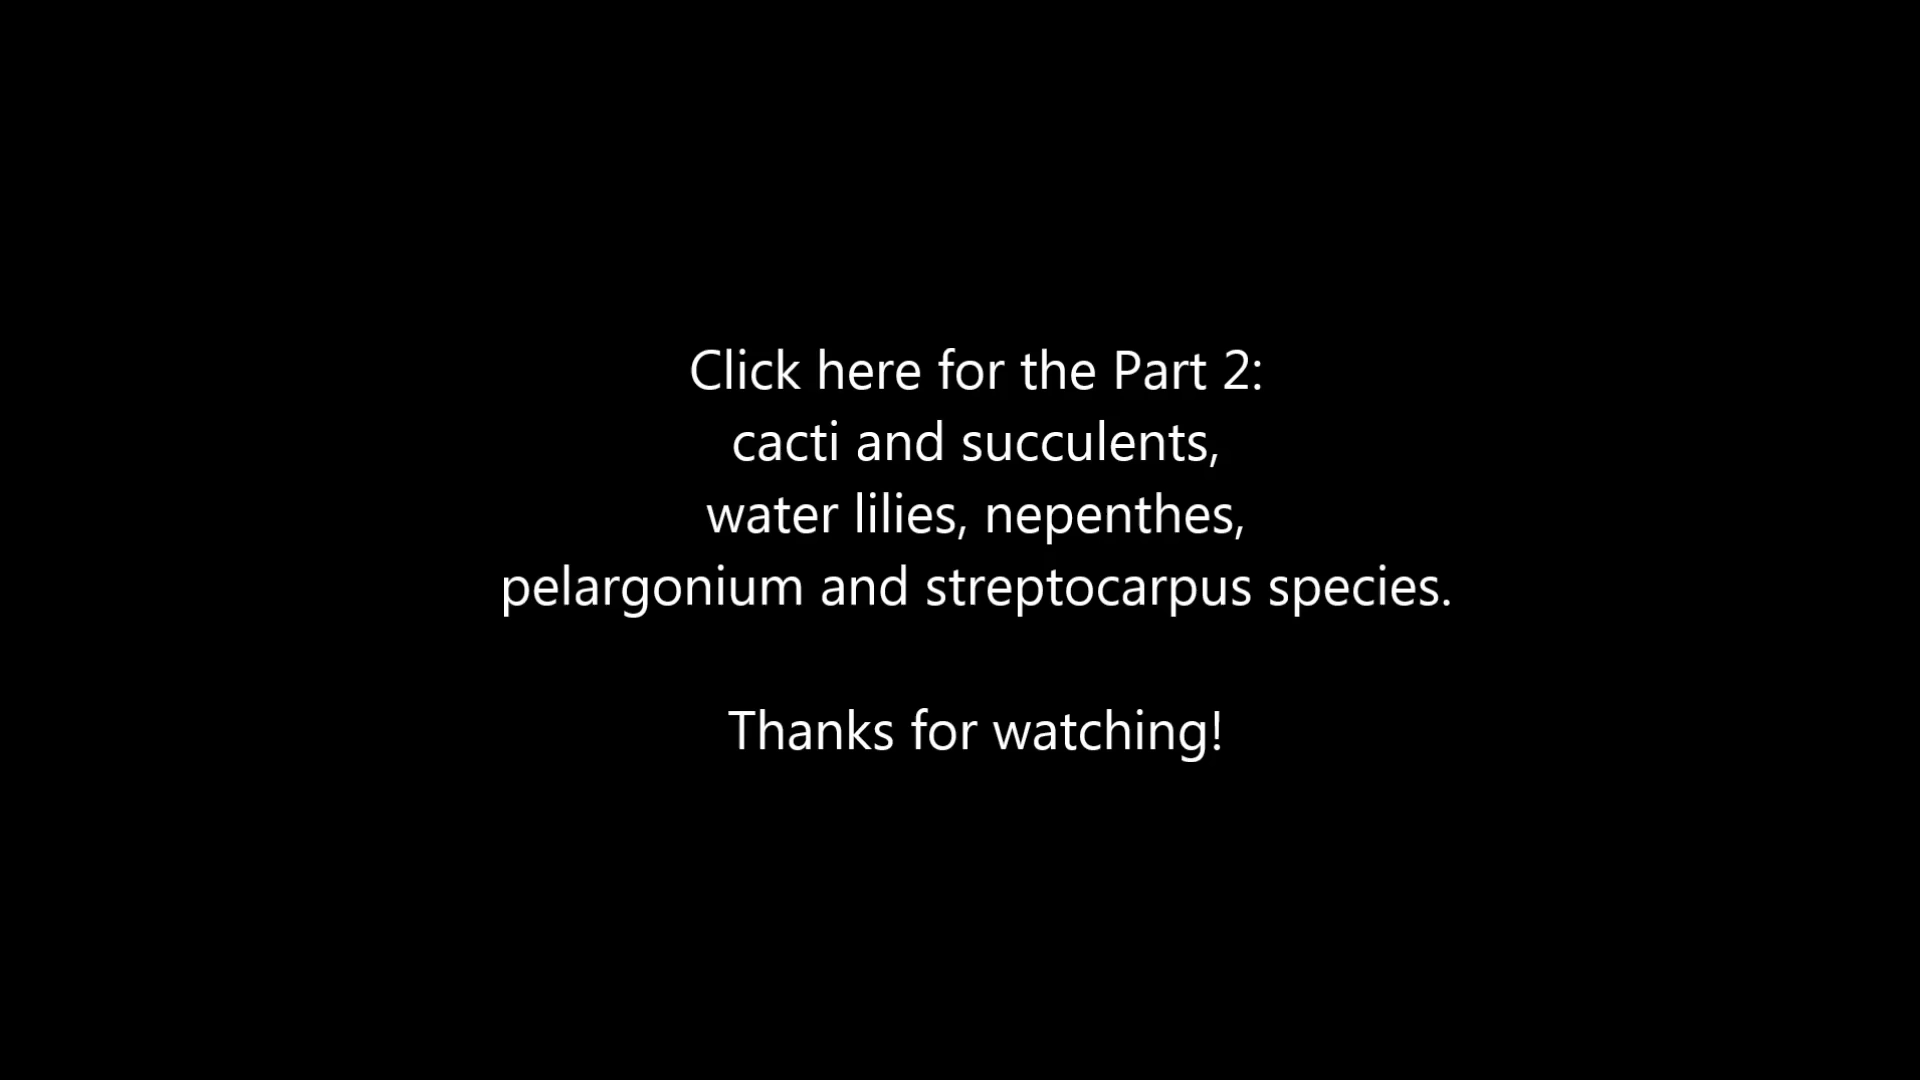 Click here for the Part 2:
cacti and succulents,
water lilies, nepenthes,
pelargonium and streptocarpus species.
Thanks for watching!